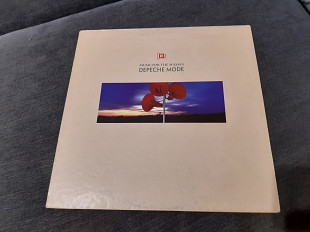 MUSIC FOR THE MASSES
DEPECHE MODE